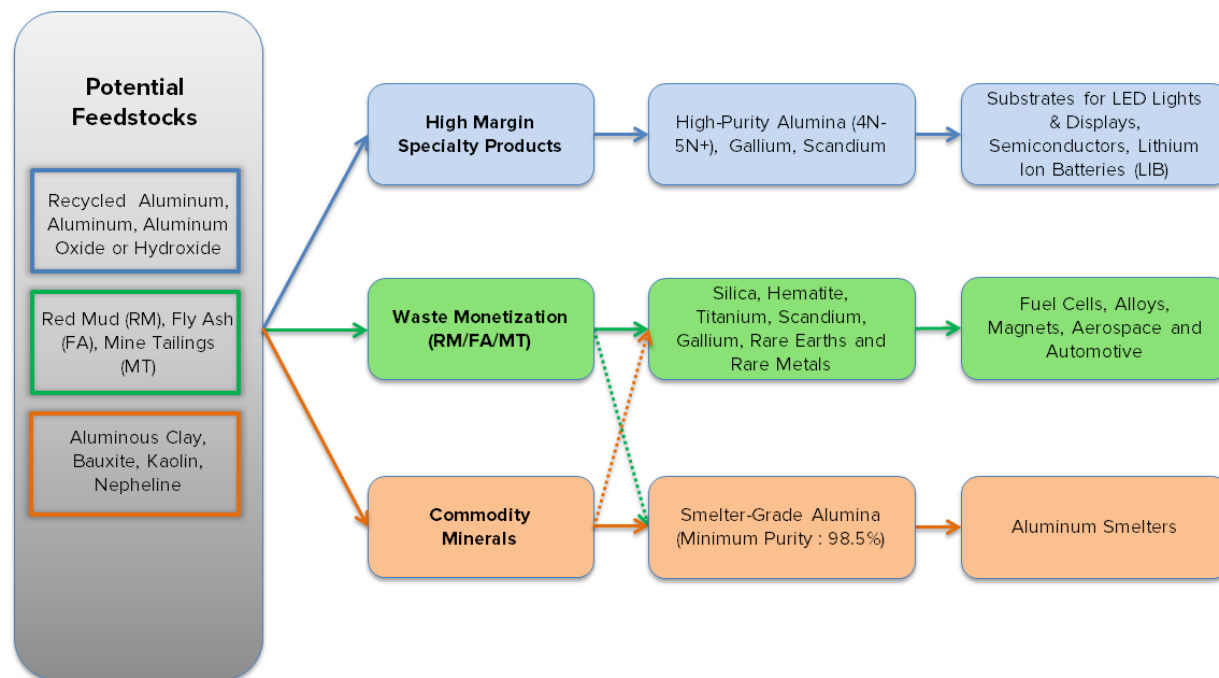 Potential
Feedstocks
Recycled Aluminum,
Aluminum, Aluminum
Oxide or Hydroxide
Red Mud (RM), Fly Ash
(FA), Mine Tailings
(MT)
Aluminous Clay,
Bauxite, Kaolin,
Nepheline
High Margin
Specialty Products
High-Purity Alumina (4N-
5N+), Gallium, Scandium
Substrates for LED Lights
& Displays,
Semiconductors, Lithium
Ion Batteries (LIB)
Waste Monetization
(RM/FA/MT)
Silica, Hematite,
Titanium, Scandium,
Gallium, Rare Earths and
Rare Metals
Fuel Cells, Alloys,
Magnets, Aerospace and
Automotive
Commodity
Minerals
Smelter-Grade Alumina
(Minimum Purity : 98.5%)
Aluminum Smelters